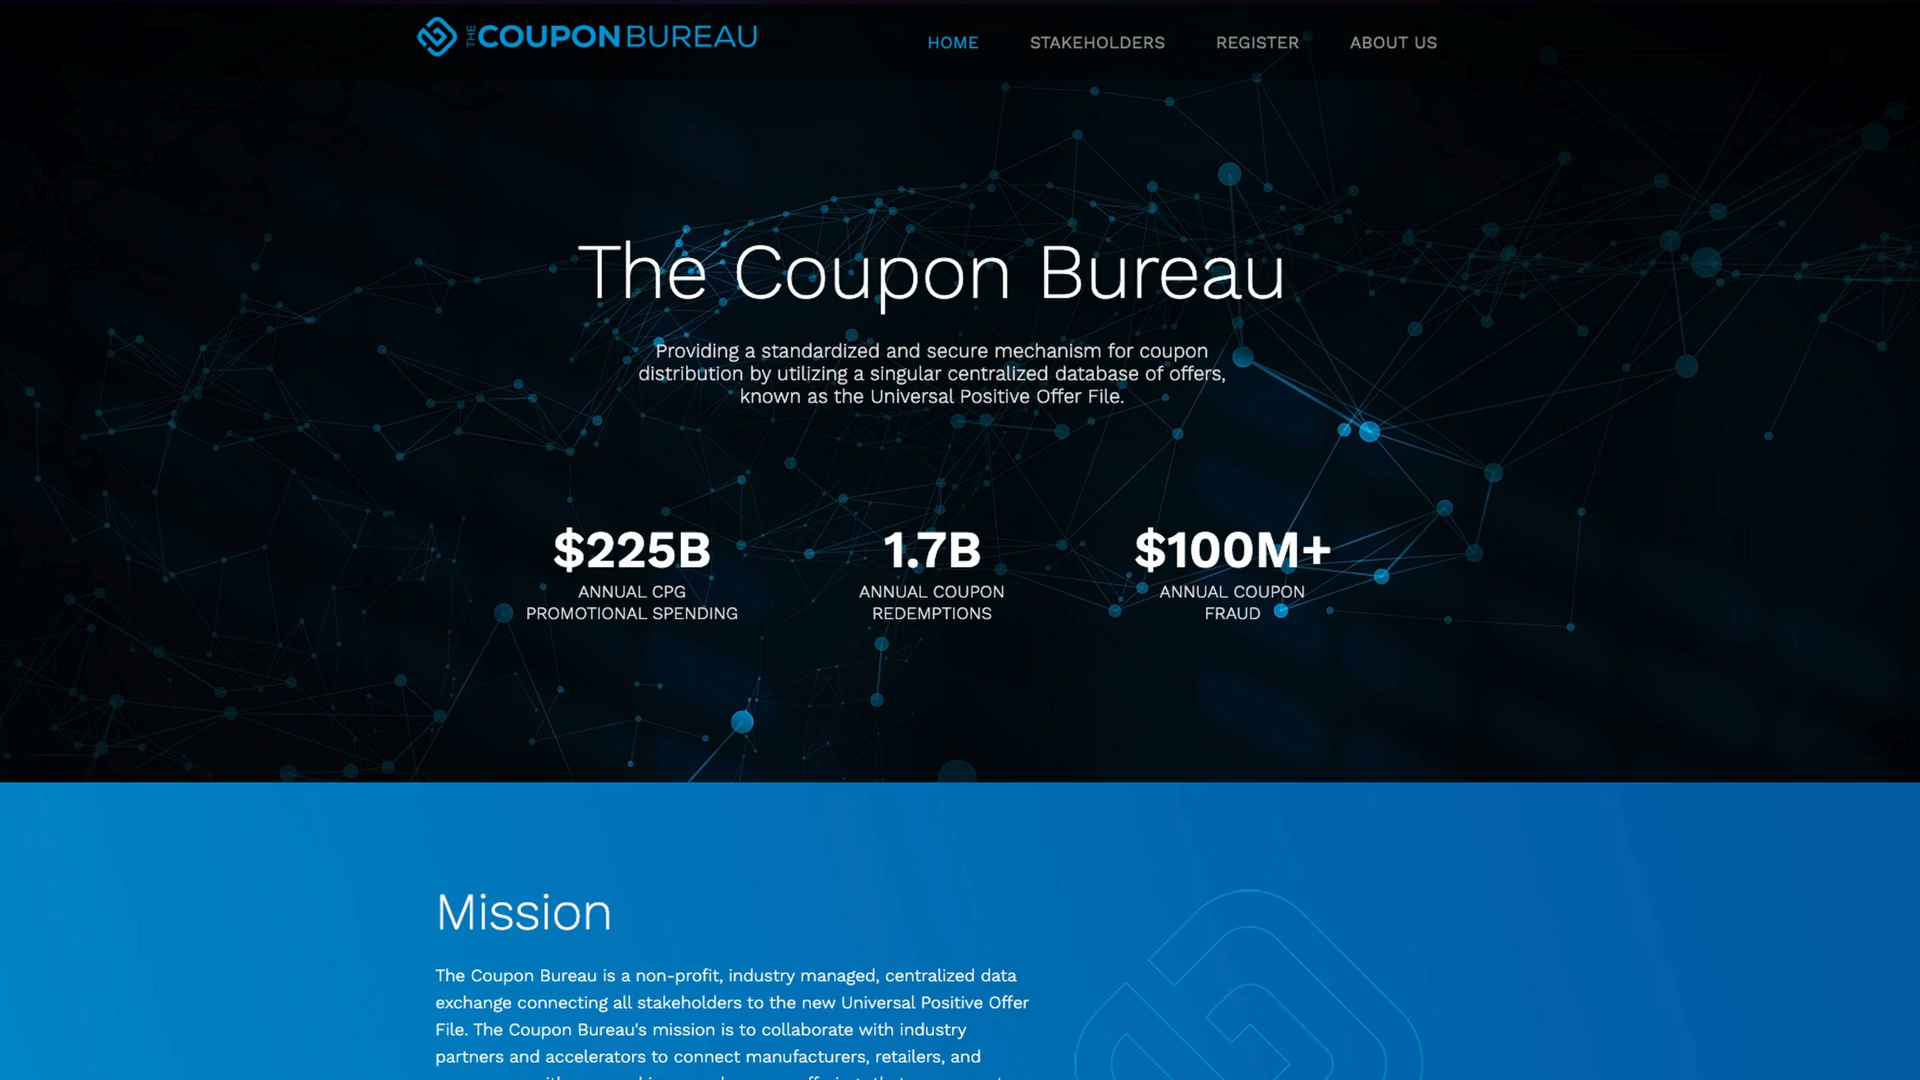 THE COUPON BUREAU
HOME STAKEHOLDERS REGISTER ABOUT US
The Coupon Bureau
Providing a standardized and secure mechanism for coupon
distribution by utilizing a singular centralized database of offers,
known as the Universal Positive Offer File.
$225B
ANNUAL CPG
PROMOTIONAL SPENDING
1.7B
ANNUAL COUPON
REDEMPTIONS
$100M+
ANNUAL COUPON
FRAUD
Mission
The Coupon Bureau is a non-profit, industry managed, centralized data
exchange connecting all stakeholders to the new Universal Positive Offer
File. The Coupon Bureau's mission is to collaborate with industry
partners and accelerators to connect manufacturers, retailers, and